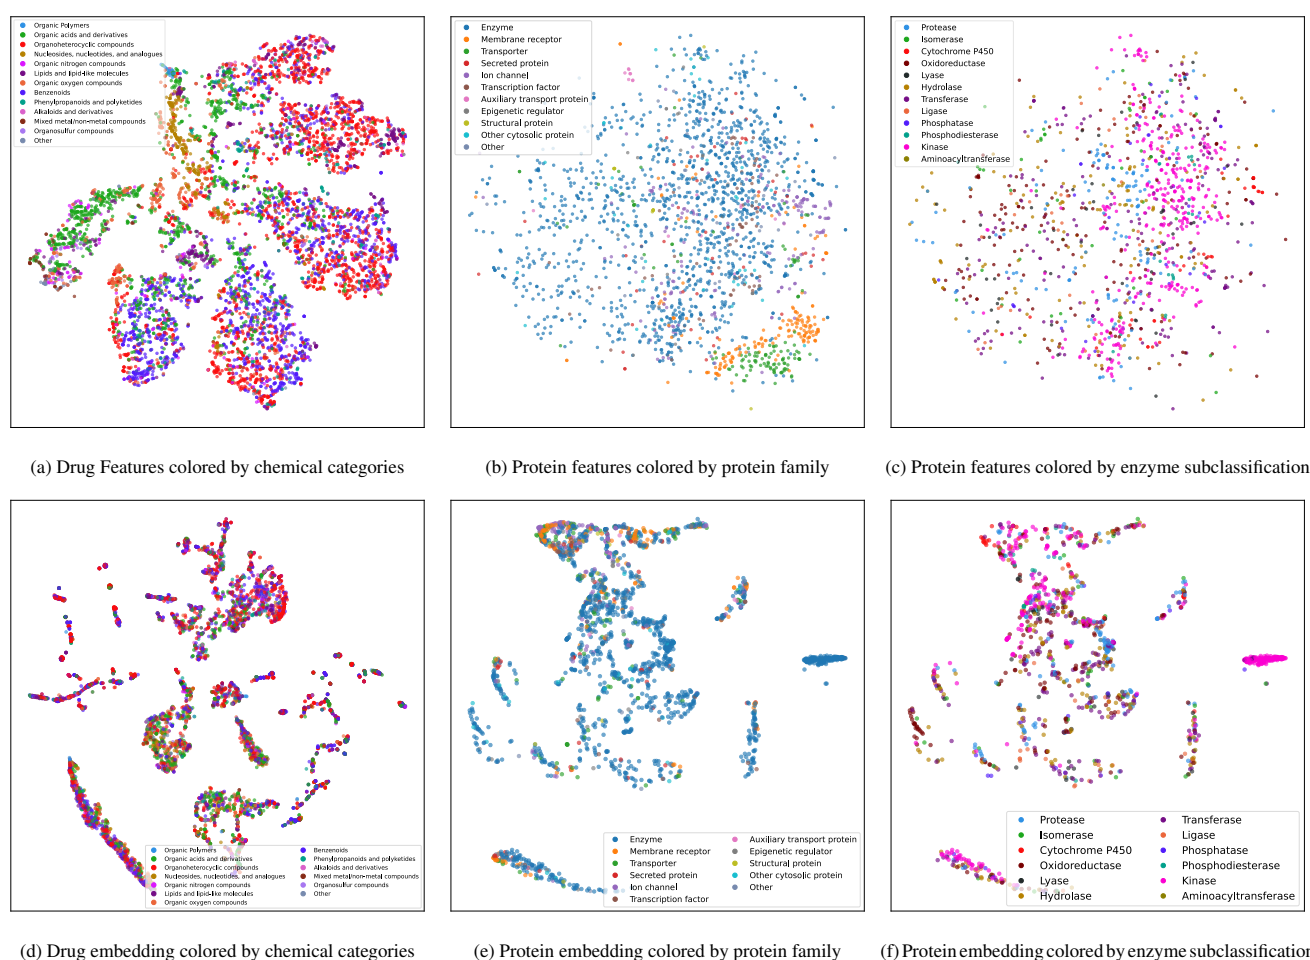 Organic Polymers
Organic acids and derivatives
Organoheterocyclic compounds
Nucleosides, nucleotides, and analogues
Organic nitrogen compounds
Lipids and lipid-like molecules
Organic oxygen compounds
Benzenoids
Phenylpropanoids and polyketides
Alkaloids and derivatives
Mixed metal/non-metal compounds
Organosulfur compounds
Other
Enzyme
Membrane receptor
Transporter
Secreted protein
Ion channel
Transcription factor
Auxiliary transport protein
Epigenetic regulator
Structural protein
Other cytosolic protein
Other
Protease
Isomerase
Cytochrome P450
Oxidoreductase
Lyase
Hydrolase
Transferase
Ligase
Phosphatase
Phosphodiesterase
Kinase
Aminoacyltransferase
(a) Drug Features colored by chemical categories
(b) Protein features colored by protein family
(c) Protein features colored by enzyme subclassification
Organic Polymers
Organic acids and derivatives
Organoheterocyclic compounds
Nucleosides, nucleotides, and analogues
Organic nitrogen compounds
Lipids and lipid-like molecules
Organic oxygen compounds
Benzenoids
Phenylpropanoids and polyketides
Alkaloids and derivatives
Mixed metal/non-metal compounds
Organosulfur compounds
Other
Enzyme
Membrane receptor
Transporter
Secreted protein
Ion channel
Transcription factor
Auxiliary transport protein
Epigenetic regulator
Structural protein
Other cytosolic protein
Other
Protease
Isomerase
Cytochrome P450
Oxidoreductase
Lyase
Hydrolase
Transferase
Ligase
Phosphatase
Phosphodiesterase
Kinase
Aminoacyltransferase
(d) Drug embedding colored by chemical categories
(e) Protein embedding colored by protein family
(f) Protein embedding colored by enzyme subclassification